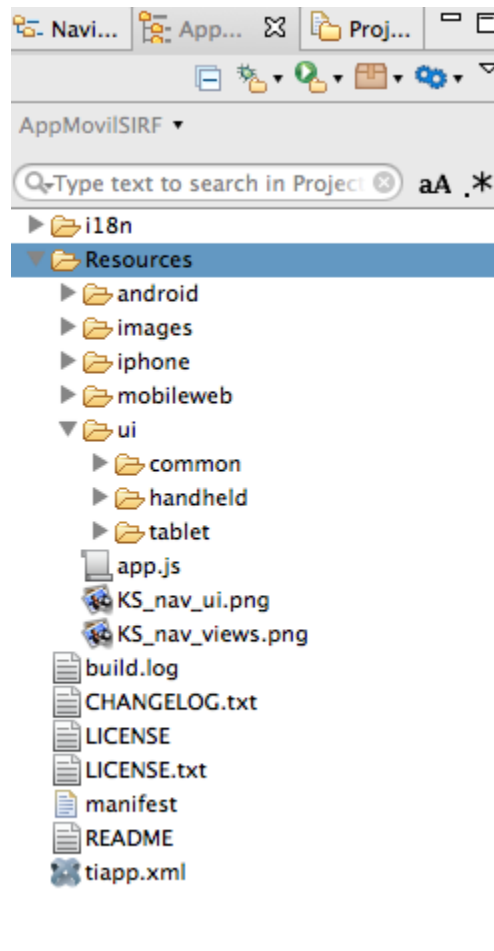 Navi... App... Proj...
AppMovilSIRF
Type text to search in Project aA .*
i18n
Resources
android
images
iphone
mobileweb
ui
common
handheld
tablet
app.js
KS_nav_ui.png
KS_nav_views.png
build.log
CHANGELOG.txt
LICENSE
LICENSE.txt
manifest
README
tiapp.xml